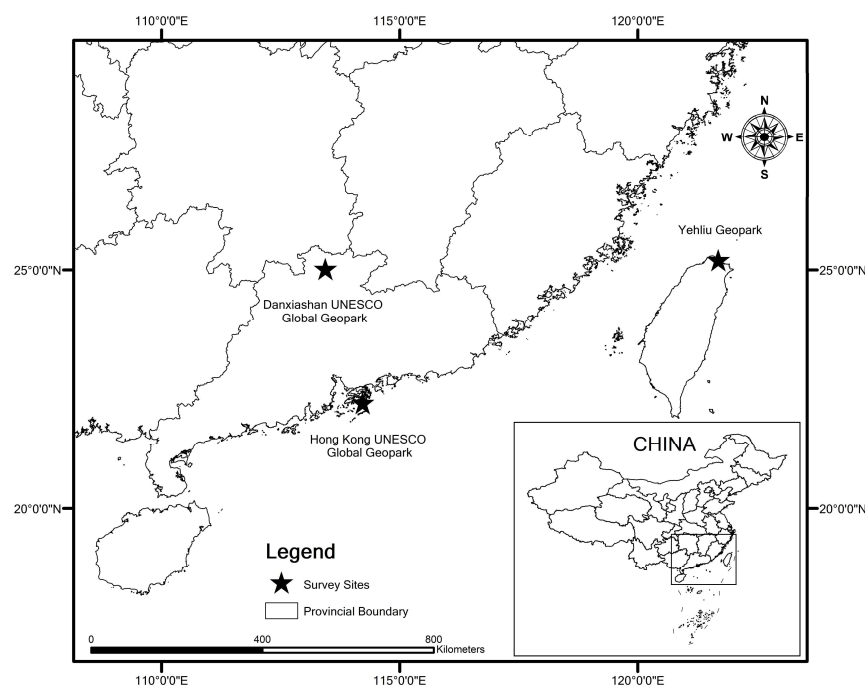 110°0'0"E
115°0'0"E
120°0'0"E
N
W
E
S
Yehliu Geopark
25°0'0"N
25°0'0"N
Danxiashan UNESCO
Global Geopark
Hong Kong UNESCO
Global Geopark
CHINA
20°0'0"N
20°0'0"N
Legend
Survey Sites
Provincial Boundary
0
400
800
Kilometers
110°0'0"E
115°0'0"E
120°0'0"E